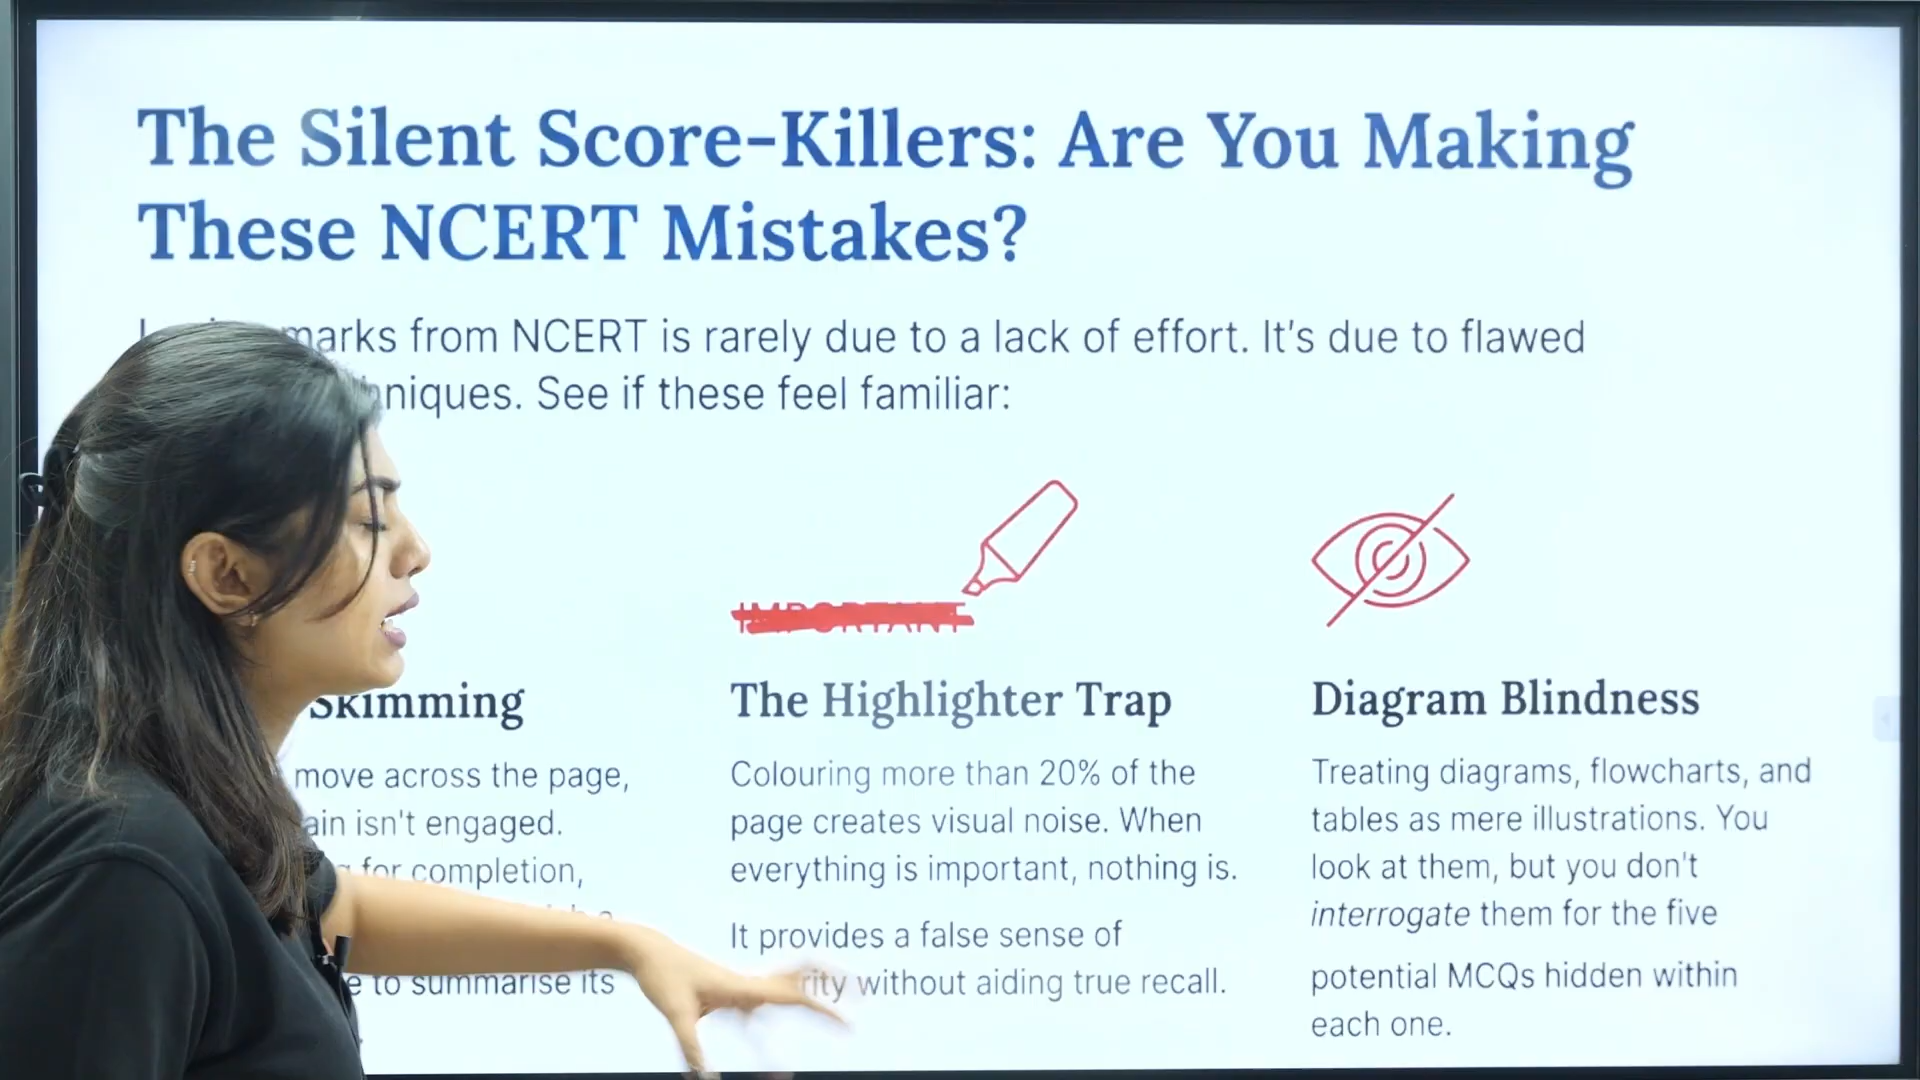 The Silent Score-Killers: Are You Making
These NCERT Mistakes?
marks from NCERT is rarely due to a lack of effort. It's due to flawed
See if these feel familiar:
IMPORTANT
Skimming
move across the page,
isn't engaged.
for completion,
to summarise its
The Highlighter Trap
Colouring more than 20% of the
page creates visual noise. When
everything is important, nothing is.
It provides a false sense of
without aiding true recall.
Diagram Blindness
Treating diagrams, flowcharts, and
tables as mere illustrations. You
look at them, but you don't
interrogate them for the five
potential MCQs hidden within
each one.